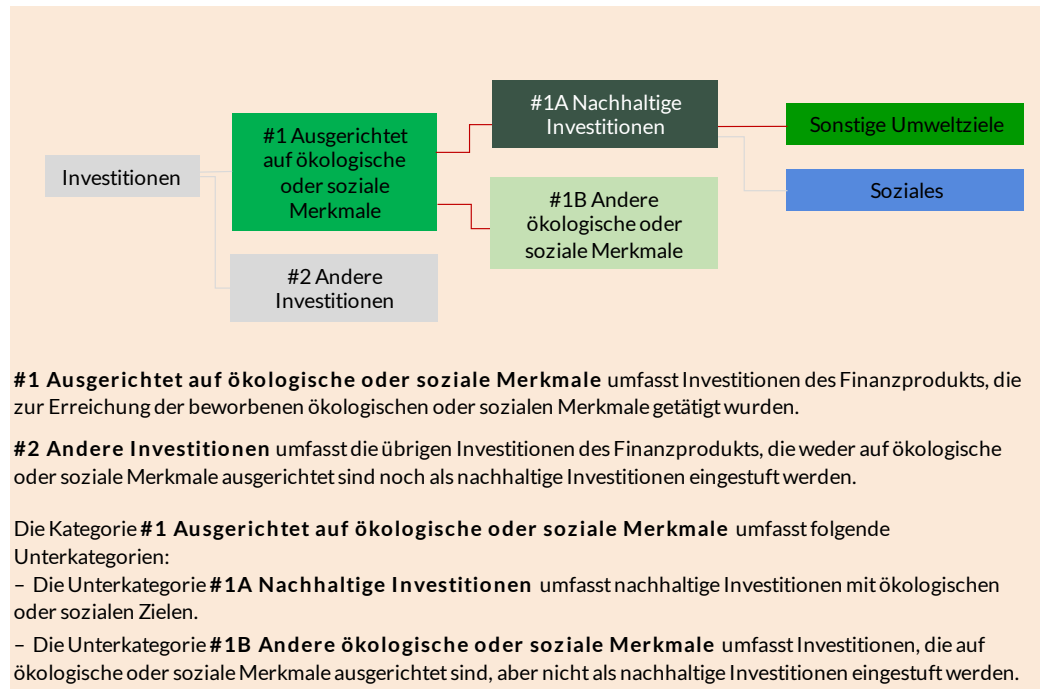 #1A Nachhaltige
Investitionen
Sonstige Umweltziele
#1 Ausgerichtet
auf ökologische
oder soziale
Merkmale
Investitionen
Soziales
#1B Andere
ökologische oder
soziale Merkmale
#2 Andere
Investitionen
#1 Ausgerichtet auf ökologische oder soziale Merkmale umfasst Investitionen des Finanzprodukts, die
zur Erreichung der beworbenen ökologischen oder sozialen Merkmale getätigt wurden.
#2 Andere Investitionen umfasst die übrigen Investitionen des Finanzprodukts, die weder auf ökologische
oder soziale Merkmale ausgerichtet sind noch als nachhaltige Investitionen eingestuft werden.
Die Kategorie #1 Ausgerichtet auf ökologische oder soziale Merkmale umfasst folgende
Unterkategorien:
– Die Unterkategorie #1A Nachhaltige Investitionen umfasst nachhaltige Investitionen mit ökologischen
oder sozialen Zielen.
– Die Unterkategorie #1B Andere ökologische oder soziale Merkmale umfasst Investitionen, die auf
ökologische oder soziale Merkmale ausgerichtet sind, aber nicht als nachhaltige Investitionen eingestuft werden.